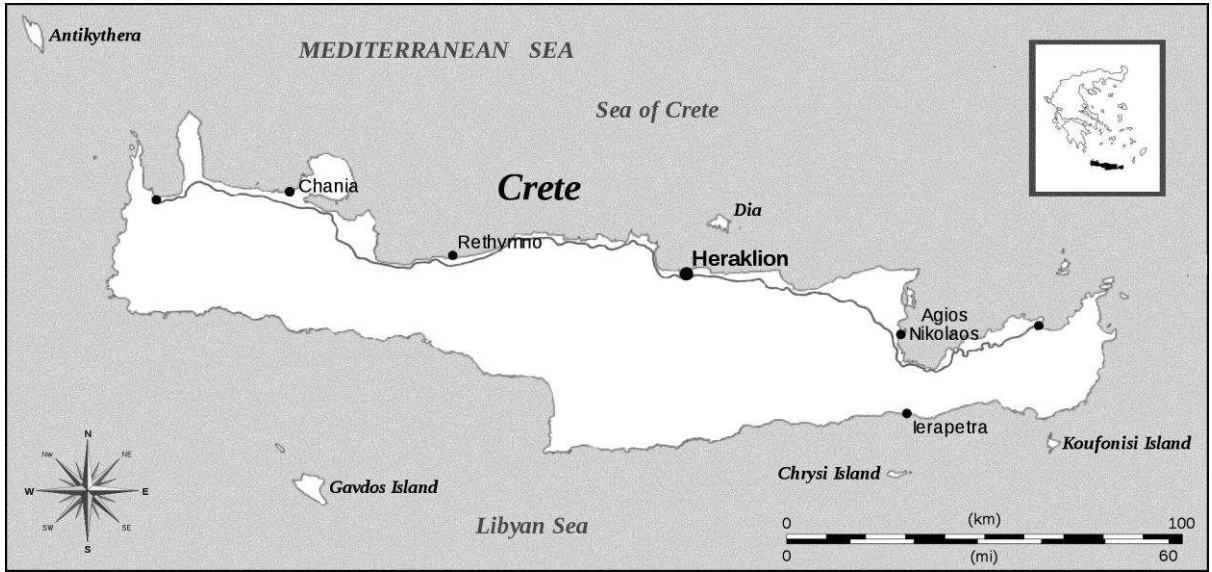 Antikythera
MEDITERRANEAN SEA
Sea of Crete
Chania
Crete
Dia
Rethymno
Heraklion
Agios
Nikolaos
Ierapetra
Koufonisi Island
Chrysi Island
Gavdos Island
Libyan Sea
N
NW NE
W E
SW SE
S
0 (km) 100
0 (mi) 60